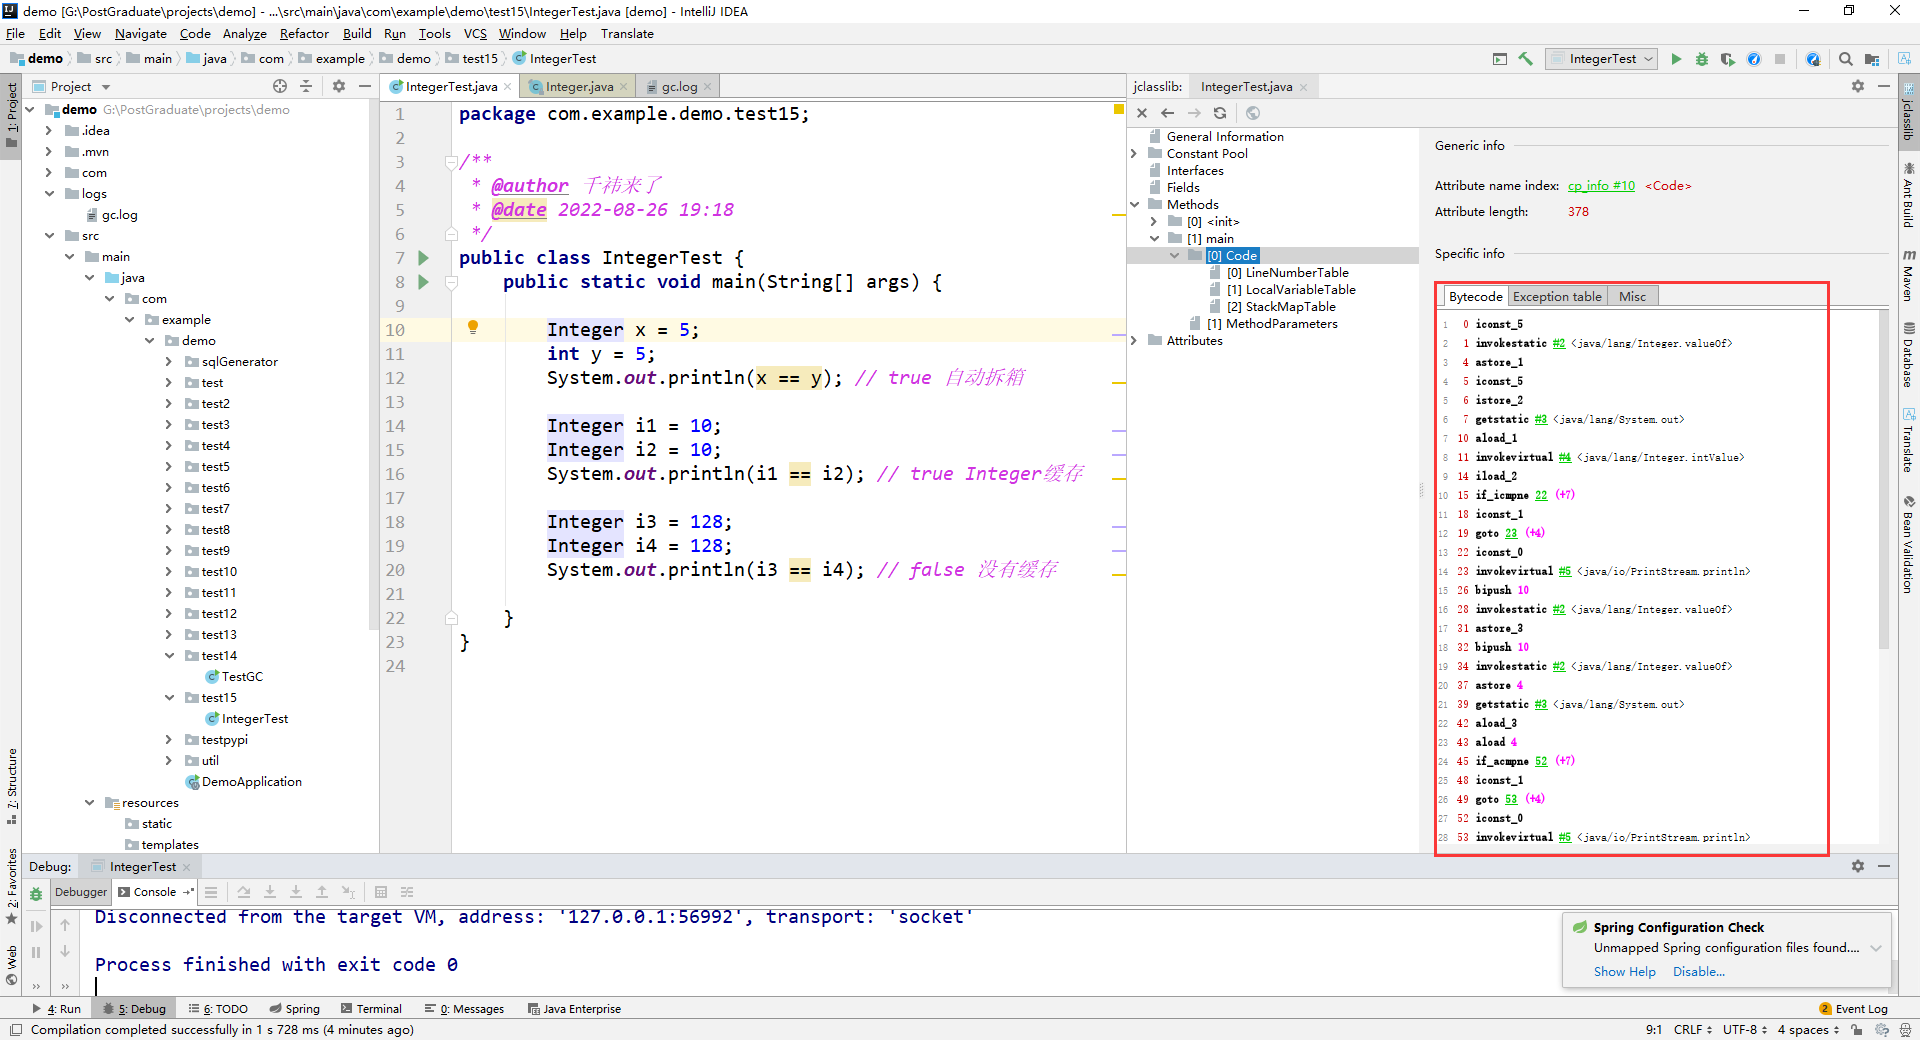 demo [G:\PostGraduate\projects\demo] - ...\src\main\java\com\example\demo\test15\IntegerTest.java [demo] - IntelliJ IDEA
File Edit View Navigate Code Analyze Refactor Build Run Tools VCS Window Help Translate
demo src main java com example demo test15 IntegerTest
IntegerTest
1: Project
7: Structure
2: Favorites
Web
Project
demo G:\PostGraduate\projects\demo
.idea
.mvn
com
logs
gc.log
src
main
java
com
example
demo
sqlGenerator
test
test2
test3
test4
test5
test6
test7
test8
test9
test10
test11
test12
test13
test14
TestGC
test15
IntegerTest
testpypi
util
DemoApplication
resources
static
templates
IntegerTest.java Integer.java gc.log
1 package com.example.demo.test15;
2
3 /**
4 * @author 千祎来了
5 * @date 2022-08-26 19:18
6 */
7 public class IntegerTest {
8 public static void main(String[] args) {
9
10 Integer x = 5;
11 int y = 5;
12 System.out.println(x == y); // true 自动拆箱
13
14 Integer i1 = 10;
15 Integer i2 = 10;
16 System.out.println(i1 == i2); // true Integer缓存
17
18 Integer i3 = 128;
19 Integer i4 = 128;
20 System.out.println(i3 == i4); // false 没有缓存
21
22 }
23 }
24
jclasslib: IntegerTest.java
General Information
Constant Pool
Interfaces
Fields
Methods
[0] <init>
[1] main
[0] Code
[0] LineNumberTable
[1] LocalVariableTable
[2] StackMapTable
[1] MethodParameters
Attributes
Generic info
Attribute name index: cp_info #10 <Code>
Attribute length: 378
Specific info
Bytecode Exception table Misc
1 0 iconst_5
2 1 invokestatic #2 <java/lang/Integer.valueOf>
3 4 astore_1
4 5 iconst_5
5 6 istore_2
6 7 getstatic #3 <java/lang/System.out>
7 10 aload_1
8 11 invokevirtual #4 <java/lang/Integer.intValue>
9 14 iload_2
10 15 if_icmpne 22 (+7)
11 18 iconst_1
12 19 goto 23 (+4)
13 22 iconst_0
14 23 invokevirtual #5 <java/io/PrintStream.println>
15 26 bipush 10
16 28 invokestatic #2 <java/lang/Integer.valueOf>
17 31 astore_3
18 32 bipush 10
19 34 invokestatic #2 <java/lang/Integer.valueOf>
20 37 astore 4
21 39 getstatic #3 <java/lang/System.out>
22 42 aload_3
23 43 aload 4
24 45 if_acmpne 52 (+7)
25 48 iconst_1
26 49 goto 53 (+4)
27 52 iconst_0
28 53 invokevirtual #5 <java/io/PrintStream.println>
jclasslib
Ant Build
Maven
Database
Translate
Bean Validation
Debug: IntegerTest
Debugger Console
Disconnected from the target VM, address: '127.0.0.1:56992', transport: 'socket'
Process finished with exit code 0
Spring Configuration Check
Unmapped Spring configuration files found....
Show Help Disable...
4: Run 5: Debug 6: TODO Spring Terminal 0: Messages Java Enterprise 2 Event Log
Compilation completed successfully in 1 s 728 ms (4 minutes ago) 9:1 CRLF UTF-8 4 spaces